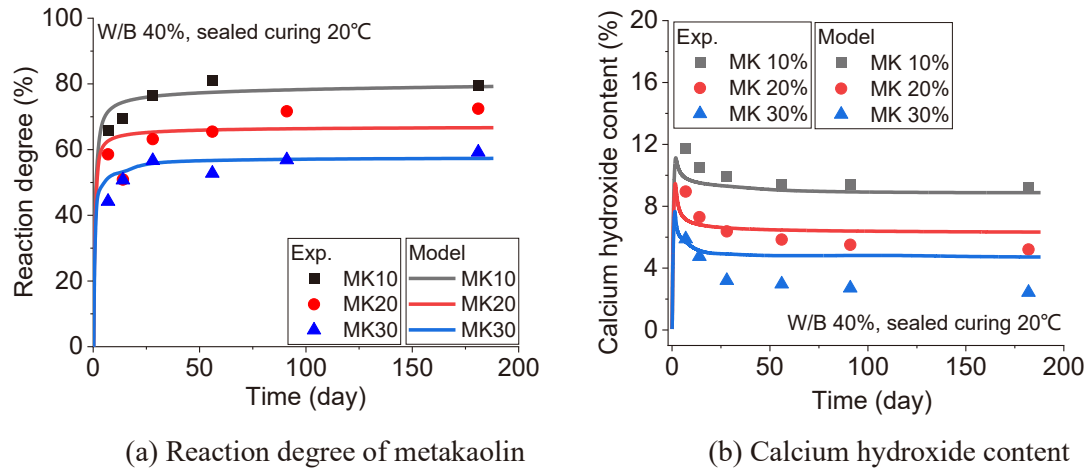 W/B 40%, sealed curing 20℃
Reaction degree (%)
100
80
60
40
20
0
Exp.
Model
MK10
MK10
MK20
MK20
MK30
MK30
0
50
100
150
200
Time (day)
(a) Reaction degree of metakaolin
Calcium hydroxide content (%)
20
16
12
8
4
0
Exp.
Model
MK 10%
MK 10%
MK 20%
MK 20%
MK 30%
MK 30%
W/B 40%, sealed curing 20℃
0
50
100
150
200
Time (day)
(b) Calcium hydroxide content